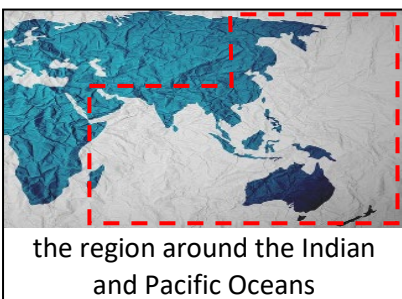 the region around the Indian
and Pacific Oceans